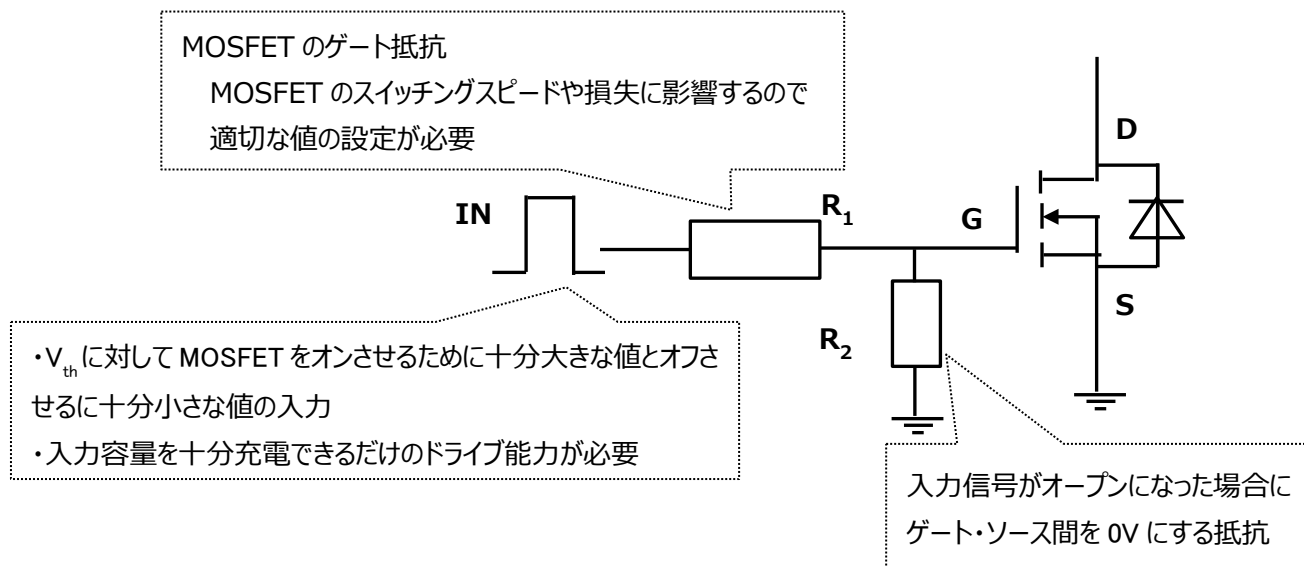 MOSFET のゲート抵抗
MOSFET のスイッチングスピードや損失に影響するので
適切な値の設定が必要
D
IN
R1
G
S
R2
・Vthに対して MOSFET をオンさせるために十分大きな値とオフさ
せるに十分小さな値の入力
・入力容量を十分充電できるだけのドライブ能力が必要
入力信号がオープンになった場合に
ゲート・ソース間を 0V にする抵抗